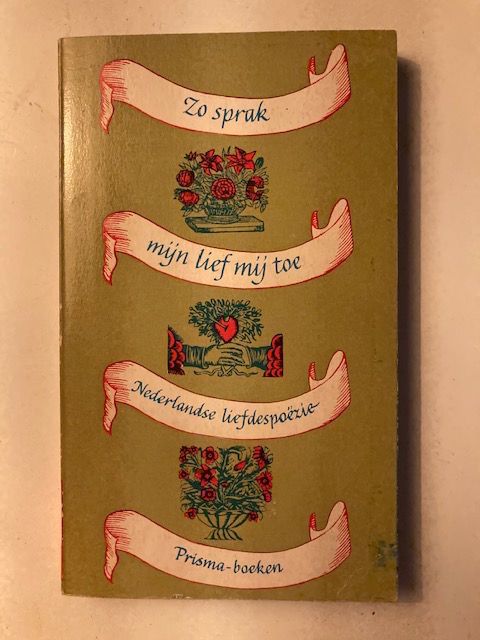 Zo sprak
mijn lief mij toe
Nederlandse liefdespoëzie
Prisma-boeken